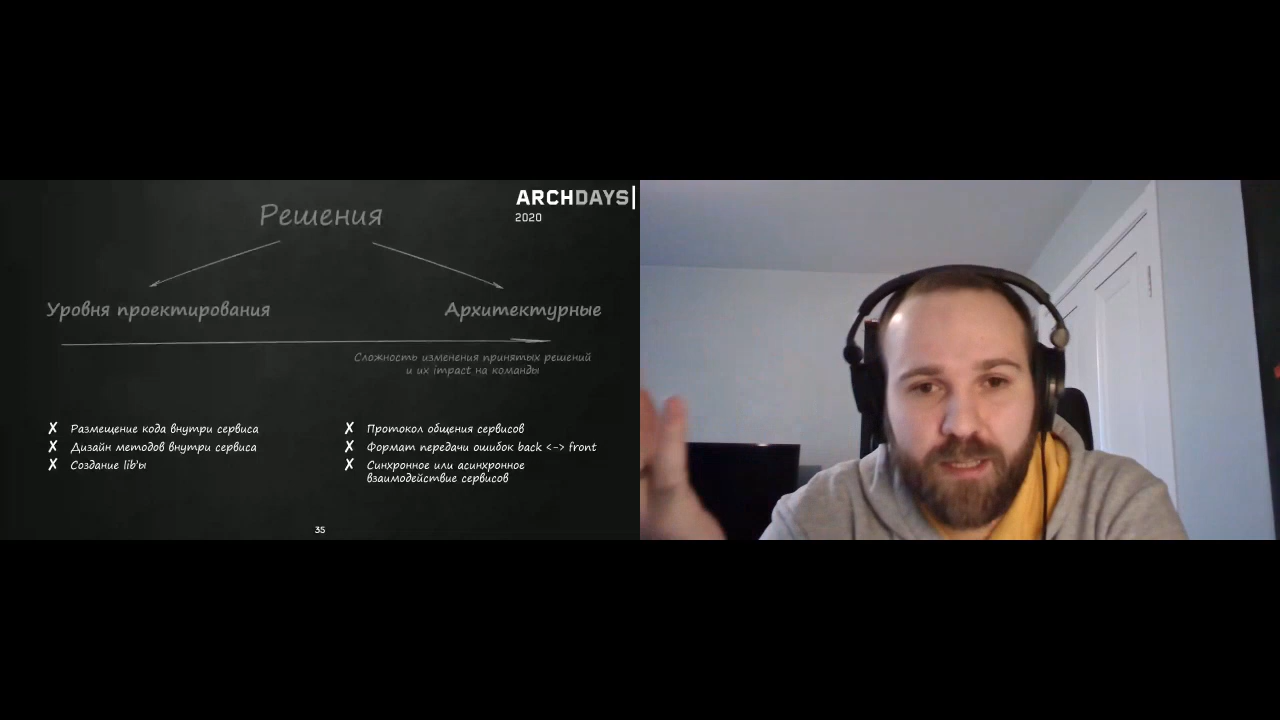 ARCHDAYS
2020
Решения
Уровня проектирования
Архитектурные
Сложность изменения принятых решений
и их impact на команды
✗ Размещение кода внутри сервиса
✗ Дизайн методов внутри сервиса
✗ Создание lib'ы
✗ Протокол общения сервисов
✗ Формат передачи ошибок back <-> front
✗ Синхронное или асинхронное
взаимодействие сервисов
35